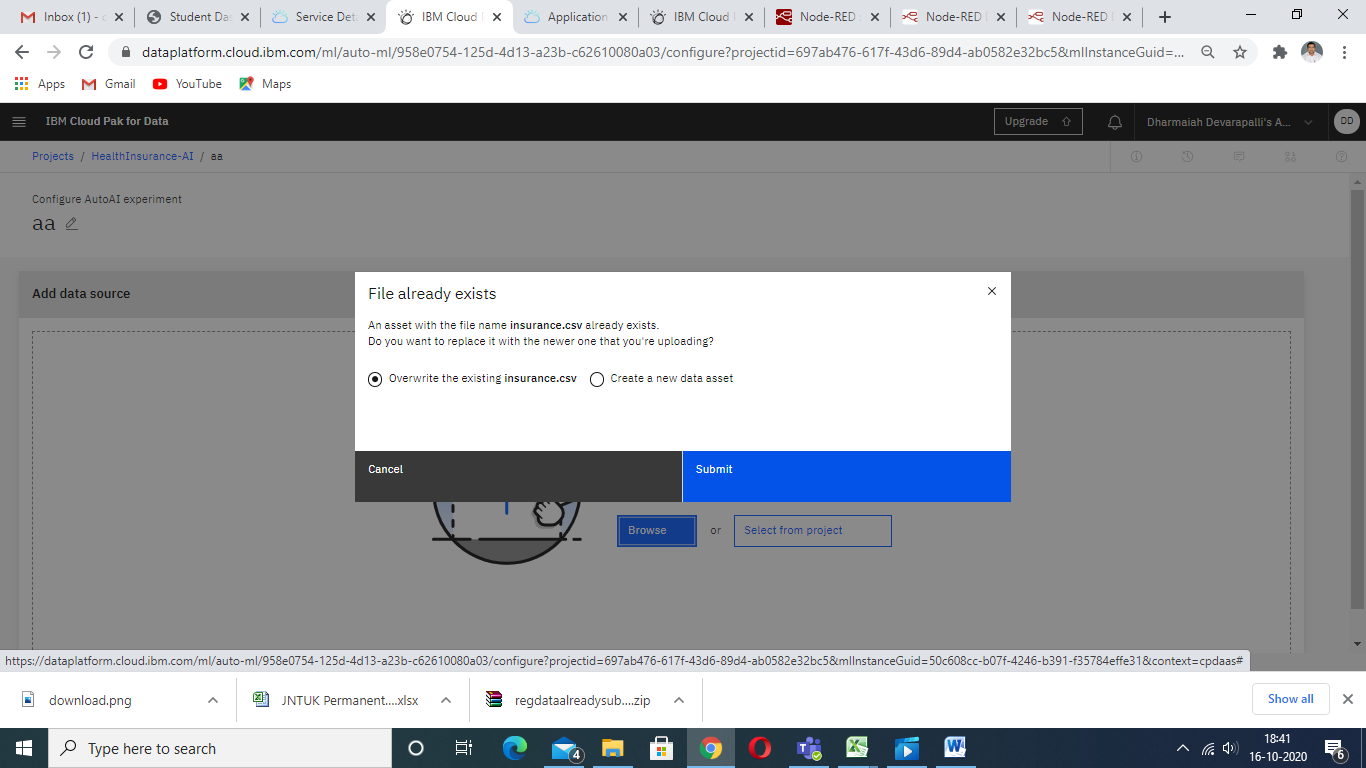 Inbox (1) - c
Student Das
Service Deta
IBM Cloud
Application
IBM Cloud
Node-RED
Node-RED
Node-RED
dataplatform.cloud.ibm.com/ml/auto-ml/958e0754-125d-4d13-a23b-c62610080a03/configure?projectid=697ab476-617f-43d6-89d4-ab0582e32bc5&mlInstanceGuid=...
Apps
Gmail
YouTube
Maps
IBM Cloud Pak for Data
Upgrade
Dharmaiah Devarapalli's A...
DD
Projects / HealthInsurance-AI / aa
Configure AutoAI experiment
aa
Add data source
File already exists
An asset with the file name insurance.csv already exists.
Do you want to replace it with the newer one that you're uploading?
Overwrite the existing insurance.csv
Create a new data asset
Cancel
Submit
Browse
or
Select from project
https://dataplatform.cloud.ibm.com/ml/auto-ml/958e0754-125d-4d13-a23b-c62610080a03/configure?projectid=697ab476-617f-43d6-89d4-ab0582e32bc5&mlInstanceGuid=50c608cc-b07f-4246-b391-f35784effe31&context=cpdaas#
download.png
JNTUK Permanent....xlsx
regdataalreadysub....zip
Show all
Type here to search
4
18:41
16-10-2020
6